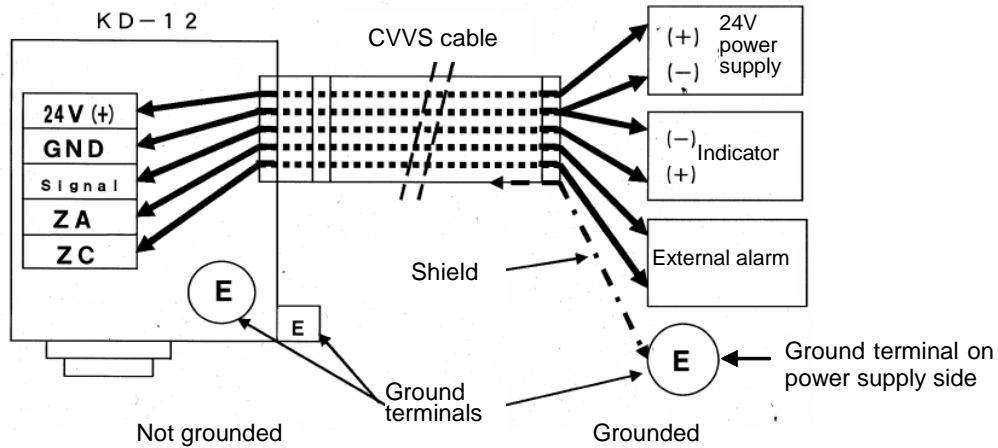 KD-12
CVVS cable
24V (+)
GND
Signal
ZA
ZC
E
E
Not grounded
(+) 24V
power
(-) supply
(-) Indicator
(+)
External alarm
Shield
E
Ground terminal on
power supply side
Ground
terminals
Grounded